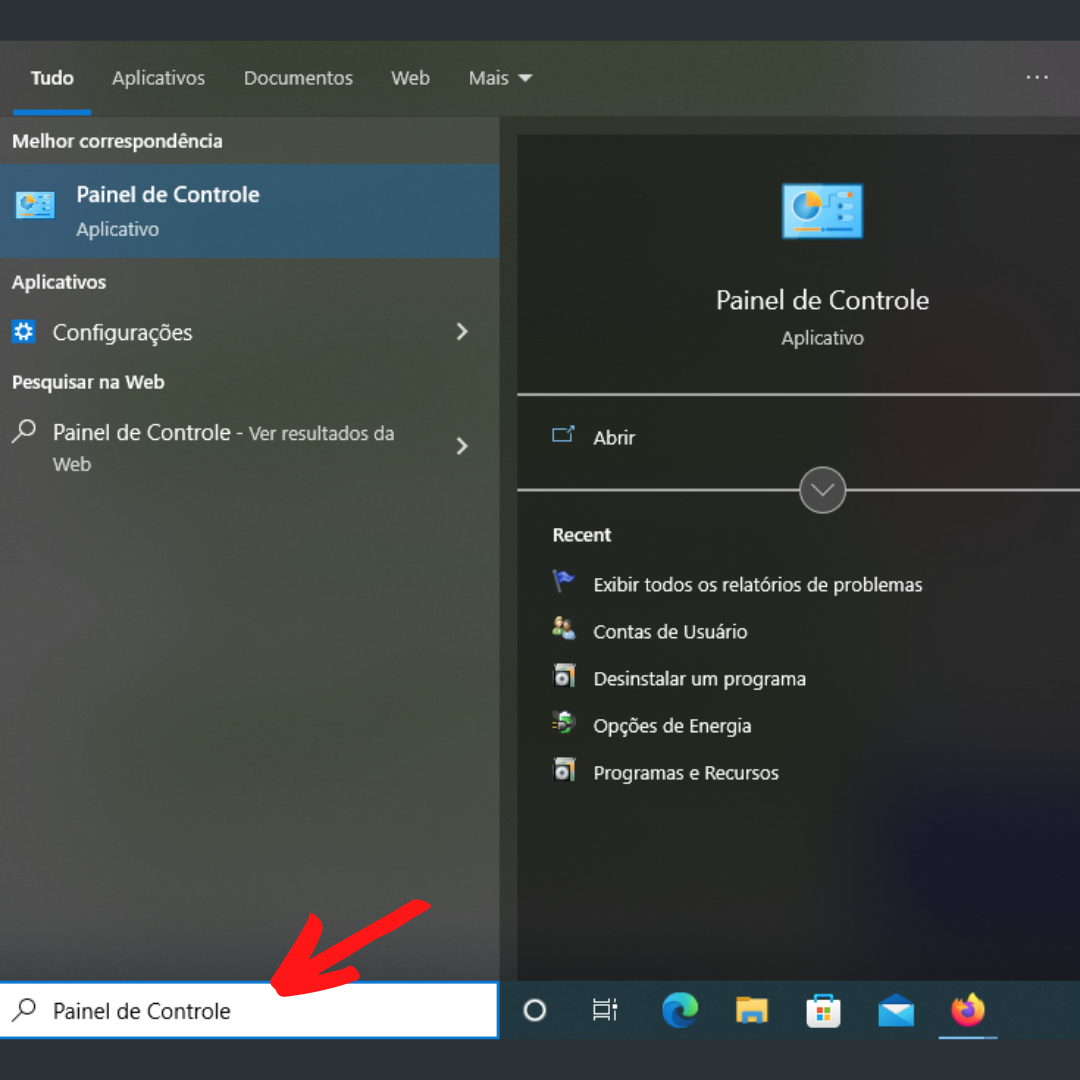 Tudo Aplicativos Documentos Web Mais ...
Melhor correspondência
Painel de Controle
Aplicativo
Aplicativos
Configurações
Pesquisar na Web
Painel de Controle - Ver resultados da
Web
Painel de Controle
Aplicativo
Abrir
Recent
Exibir todos os relatórios de problemas
Contas de Usuário
Desinstalar um programa
Opções de Energia
Programas e Recursos
Painel de Controle